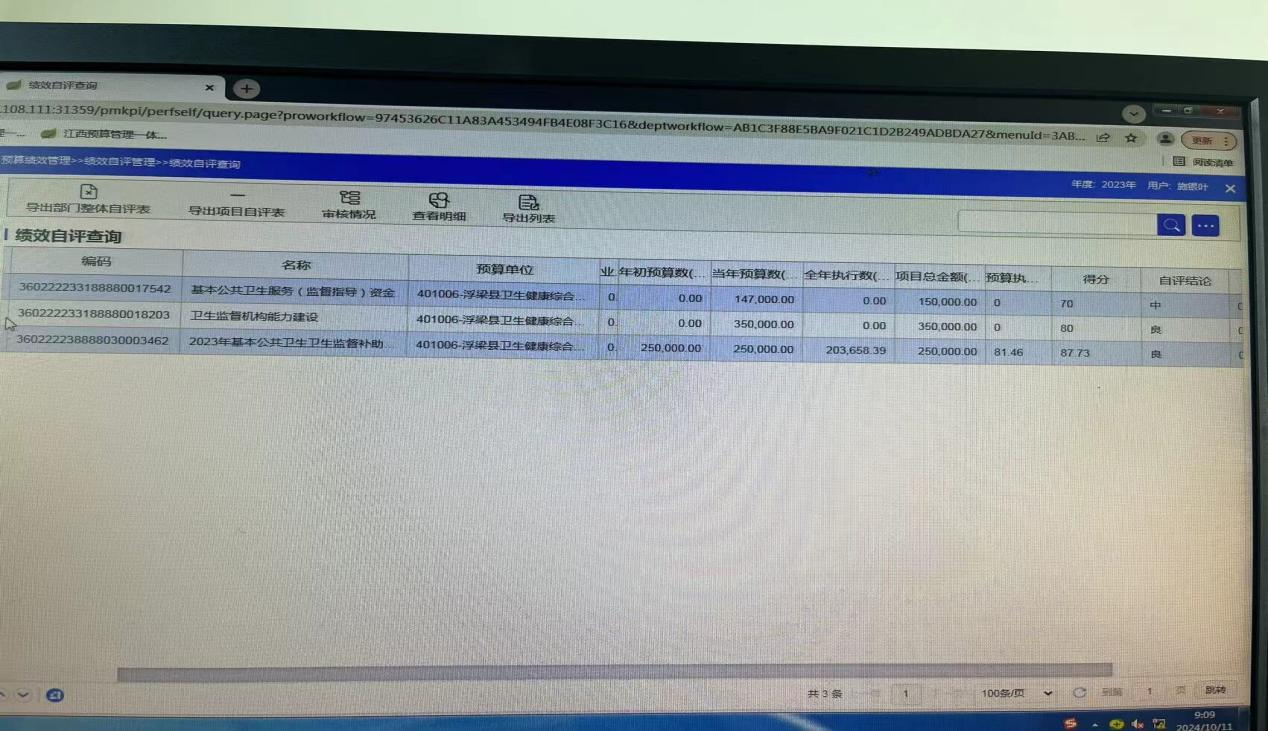 绩效自评查询
108.111:31359/pmkpi/perfself/query.page?proworkflow=97453626C11A83A453494FB4E08F3C16&deptworkflow=AB1C3F88E5BA9F021C1D2B249ADBDA27&menuId=3AB...
更新
江西预算管理一体...
阅读清单
预算绩效管理>>绩效自评管理>>绩效自评查询
年度: 2023年 用户: 施银叶
导出部门整体自评表 导出项目自评表 审核情况 查看明细 导出列表
绩效自评查询
编码 名称 预算单位 业 年初预算数(... 当年预算数(... 全年执行数(... 项目总金额(... 预算执... 得分 自评结论
360222233188880017542 基本公共卫生服务（监督指导）资金 401006-浮梁县卫生健康综合... 0. 0.00 147,000.00 0.00 150,000.00 0 70 中
360222233188880018203 卫生监督机构能力建设 401006-浮梁县卫生健康综合... 0. 0.00 350,000.00 0.00 350,000.00 0 80 良
360222238888030003462 2023年基本公共卫生卫生监督补助... 401006-浮梁县卫生健康综合... 0. 250,000.00 250,000.00 203,658.39 250,000.00 81.46 87.73 良
共 3 条 1 100条/页 到第 1 页 跳转
9:09
2024/10/11